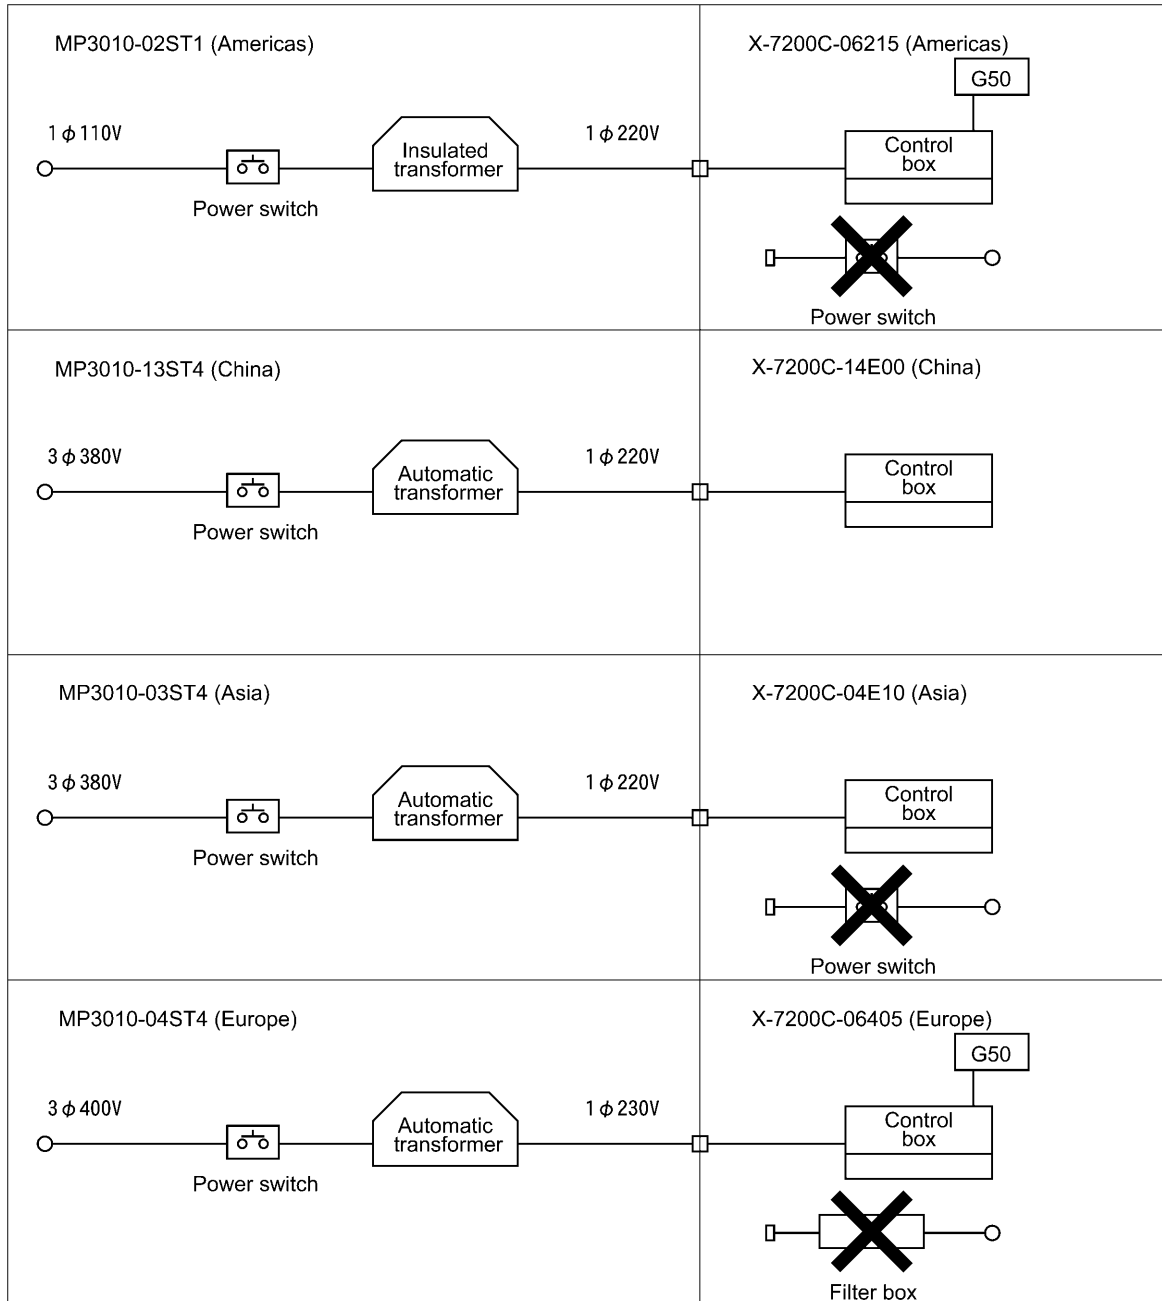 MP3010-02ST1 (Americas)
X-7200C-06215 (Americas)
G50
1ϕ110V
Power switch
Insulated
transformer
1ϕ220V
Control
box
Power switch
MP3010-13ST4 (China)
X-7200C-14E00 (China)
3ϕ380V
Power switch
Automatic
transformer
1ϕ220V
Control
box
MP3010-03ST4 (Asia)
X-7200C-04E10 (Asia)
3ϕ380V
Power switch
Automatic
transformer
1ϕ220V
Control
box
Power switch
MP3010-04ST4 (Europe)
X-7200C-06405 (Europe)
G50
3ϕ400V
Power switch
Automatic
transformer
1ϕ230V
Control
box
Filter box